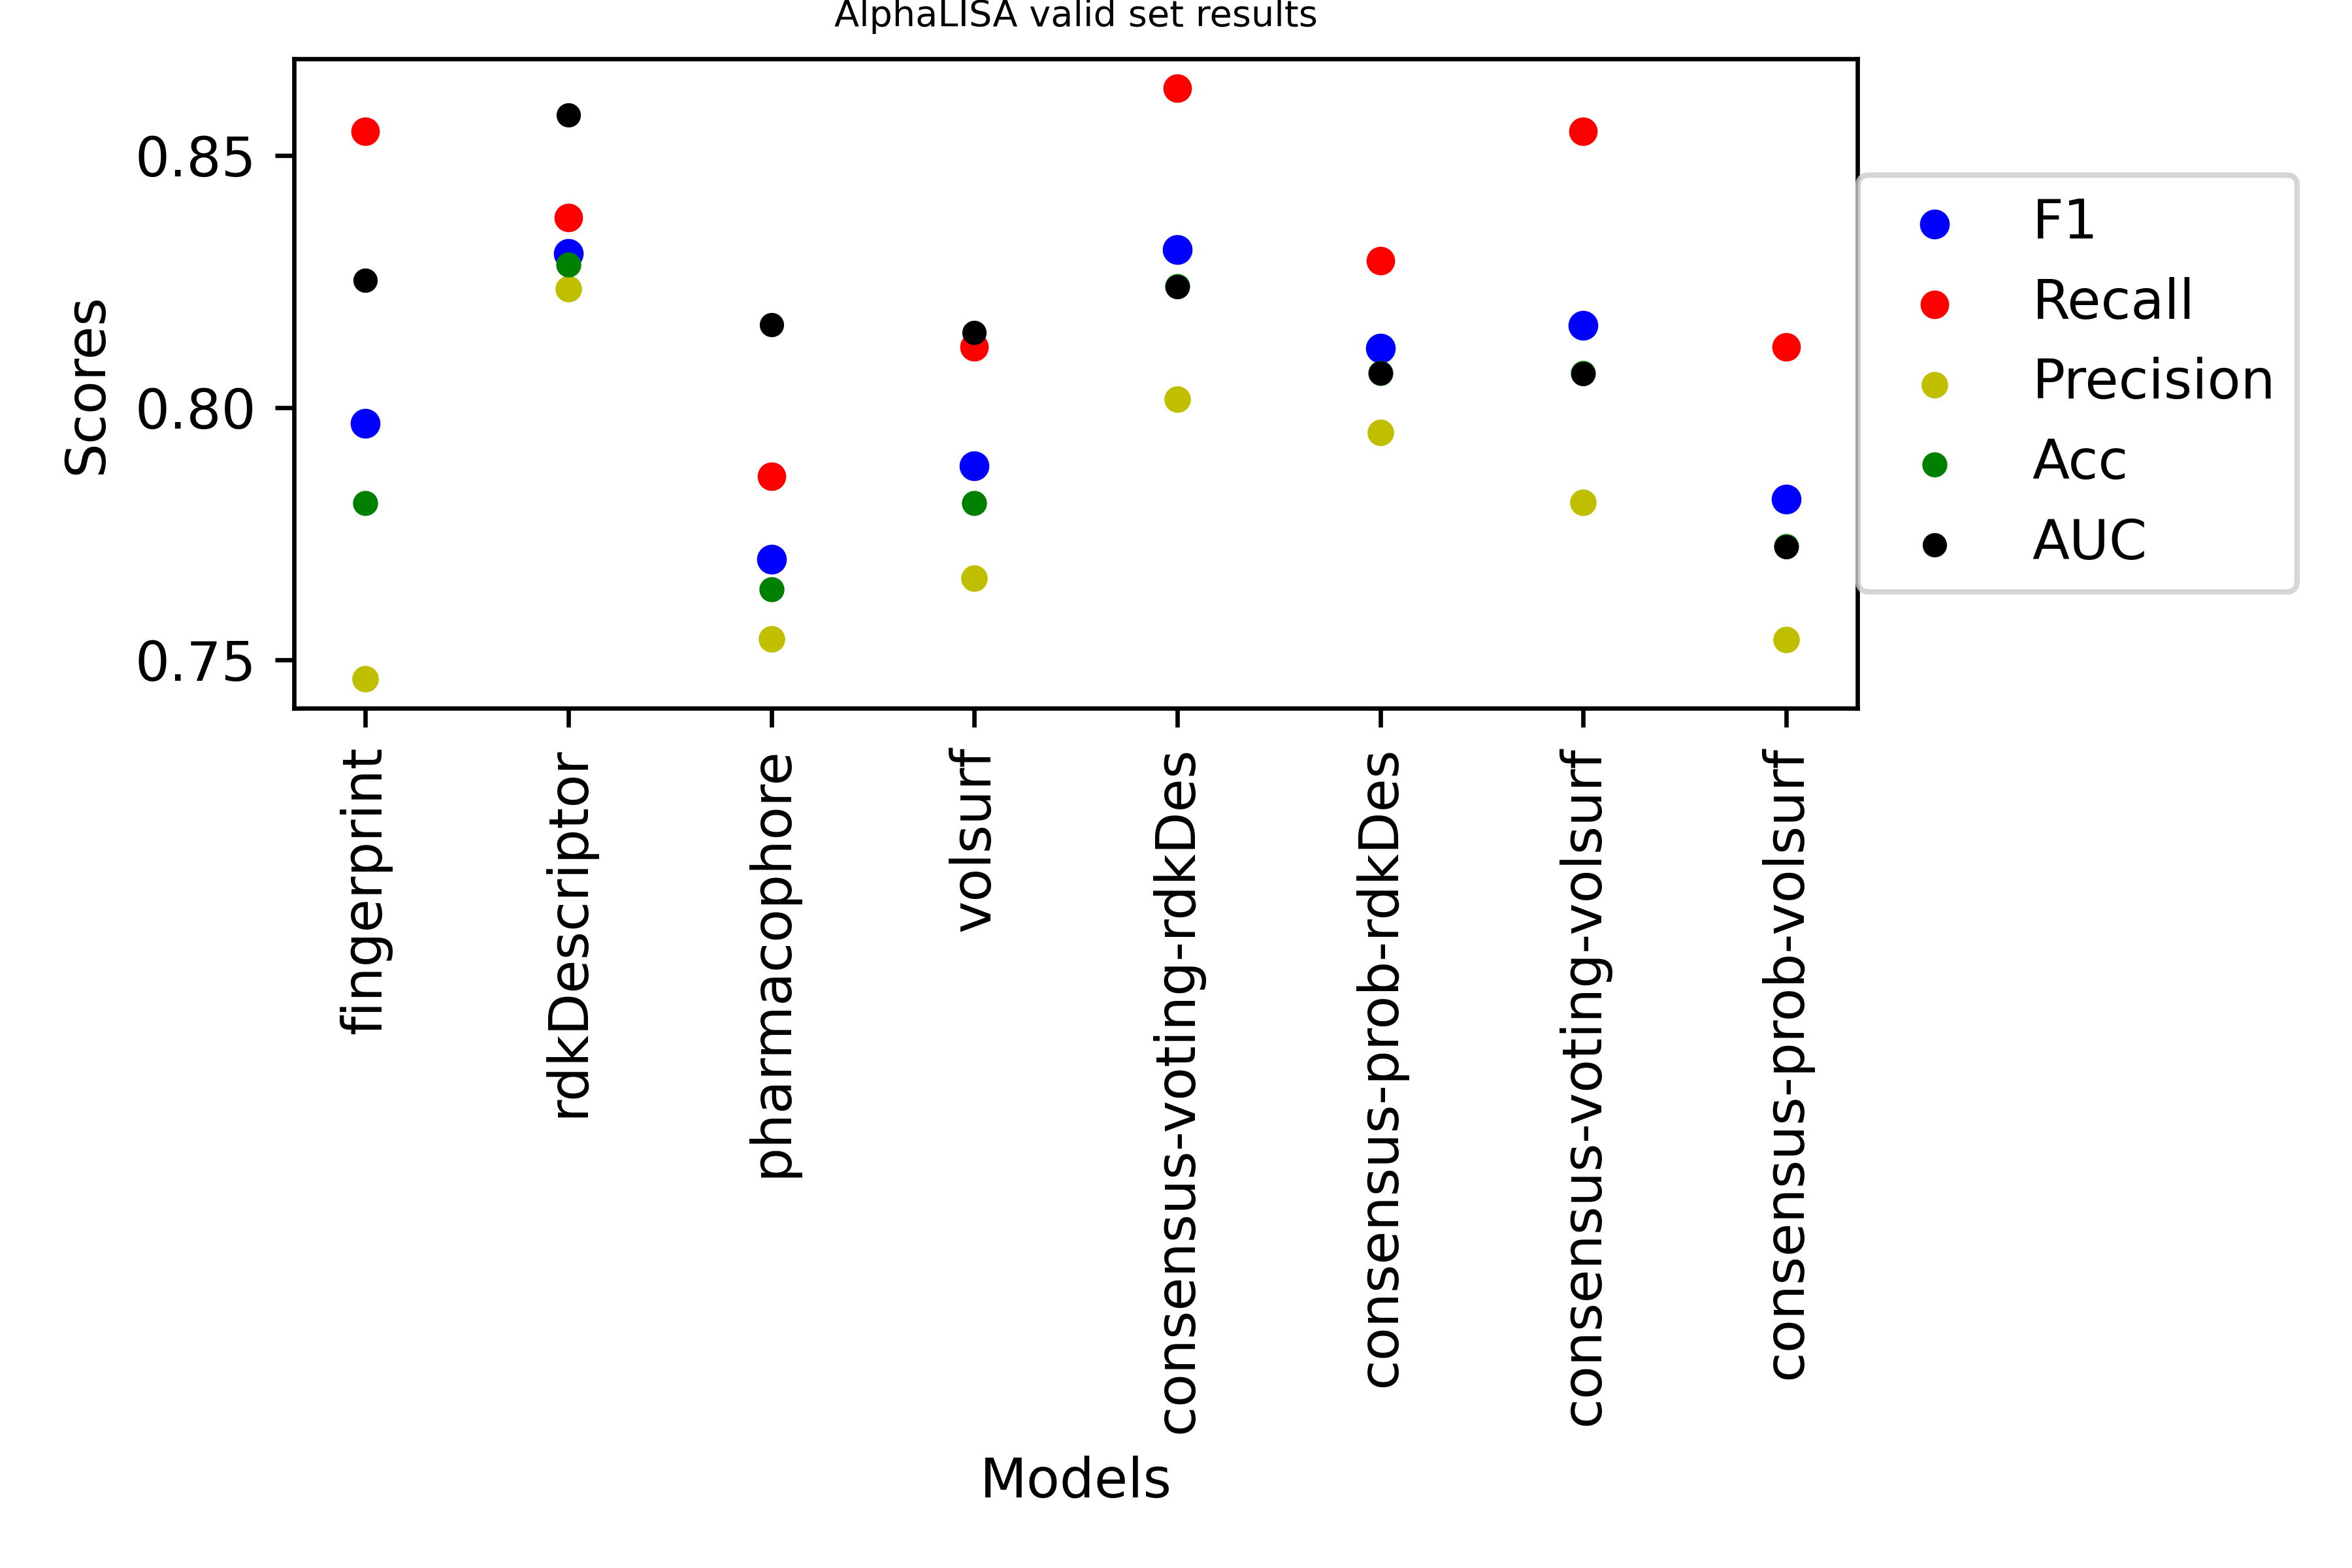 AlphaLISA valid set results
0.85
0.80
0.75
Scores
F1
Recall
Precision
Acc
AUC
fingerprint
rdkDescriptor
pharmacophore
volsurf
consensus-voting-rdkDes
consensus-prob-rdkDes
consensus-voting-volsurf
consensus-prob-volsurf
Models